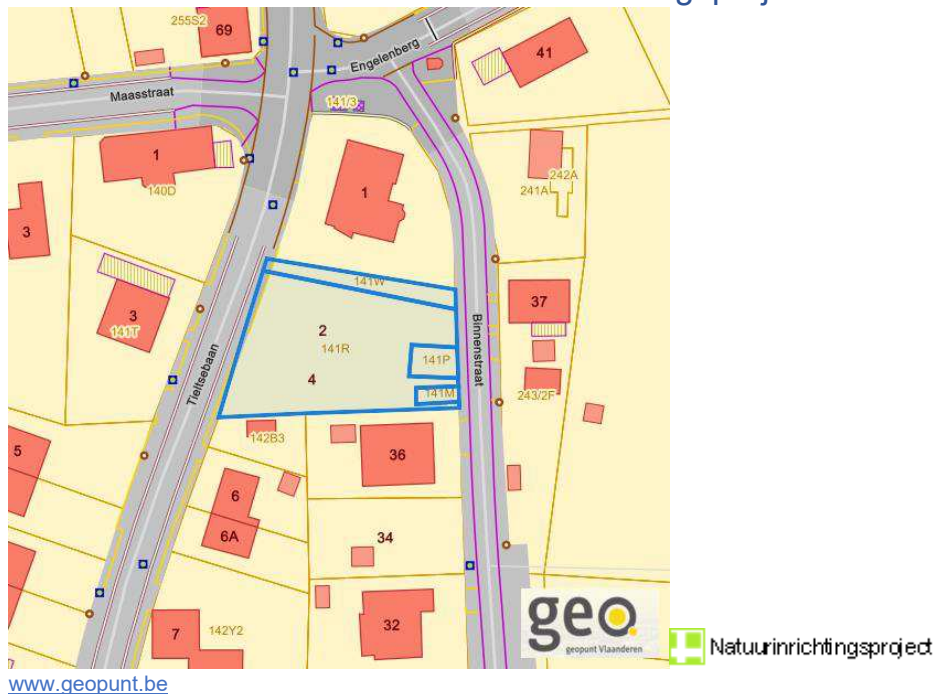 255S2
69
Engelenberg
41
Maasstraat
141/3
1
140D
1
242A
241A
3
141W
3
141T
2
141R
4
141P
141M
37
Binnenstraat
243/2F
Tieltsebaan
142B3
5
36
6
6A
34
7
142Y2
32
geo
geopunt Vlaanderen
Natuurinrichtingsproject
www.geopunt.be